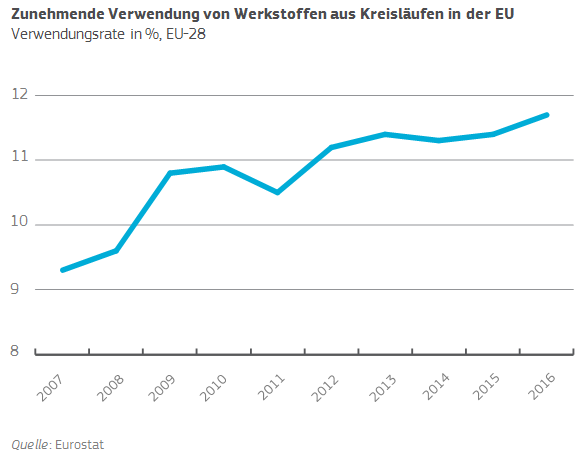 Zunehmende Verwendung von Werkstoffen aus Kreisläufen in der EU
Verwendungsrate in %, EU-28
12
11
10
9
8
2007 2008 2009 2010 2011 2012 2013 2014 2015 2016
Quelle: Eurostat